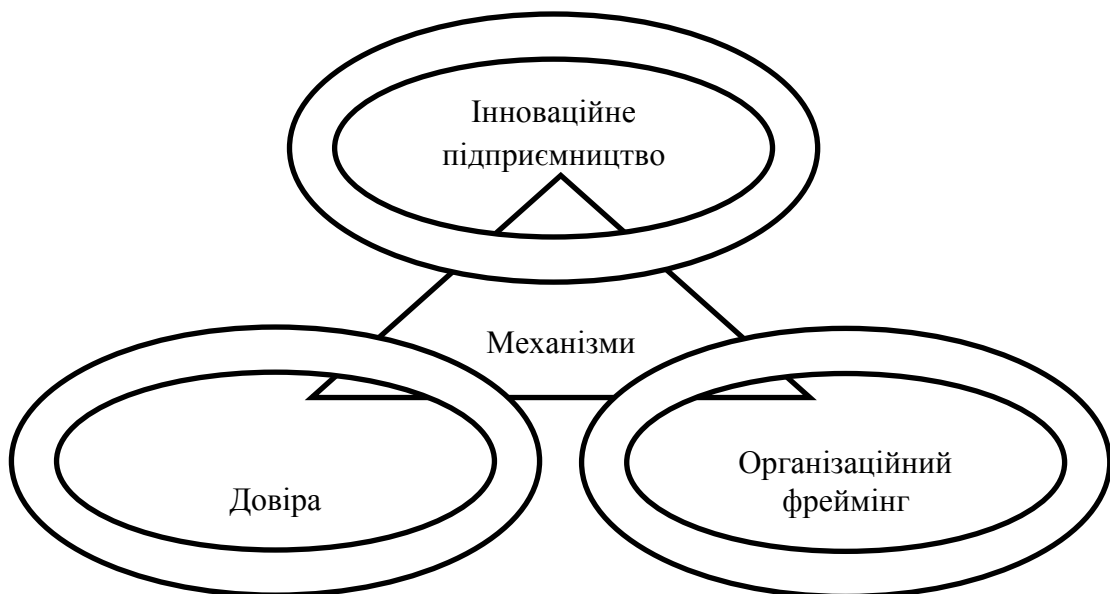 Інноваційне
підприємництво
Механізми
Довіра
Організаційний
фреймінг